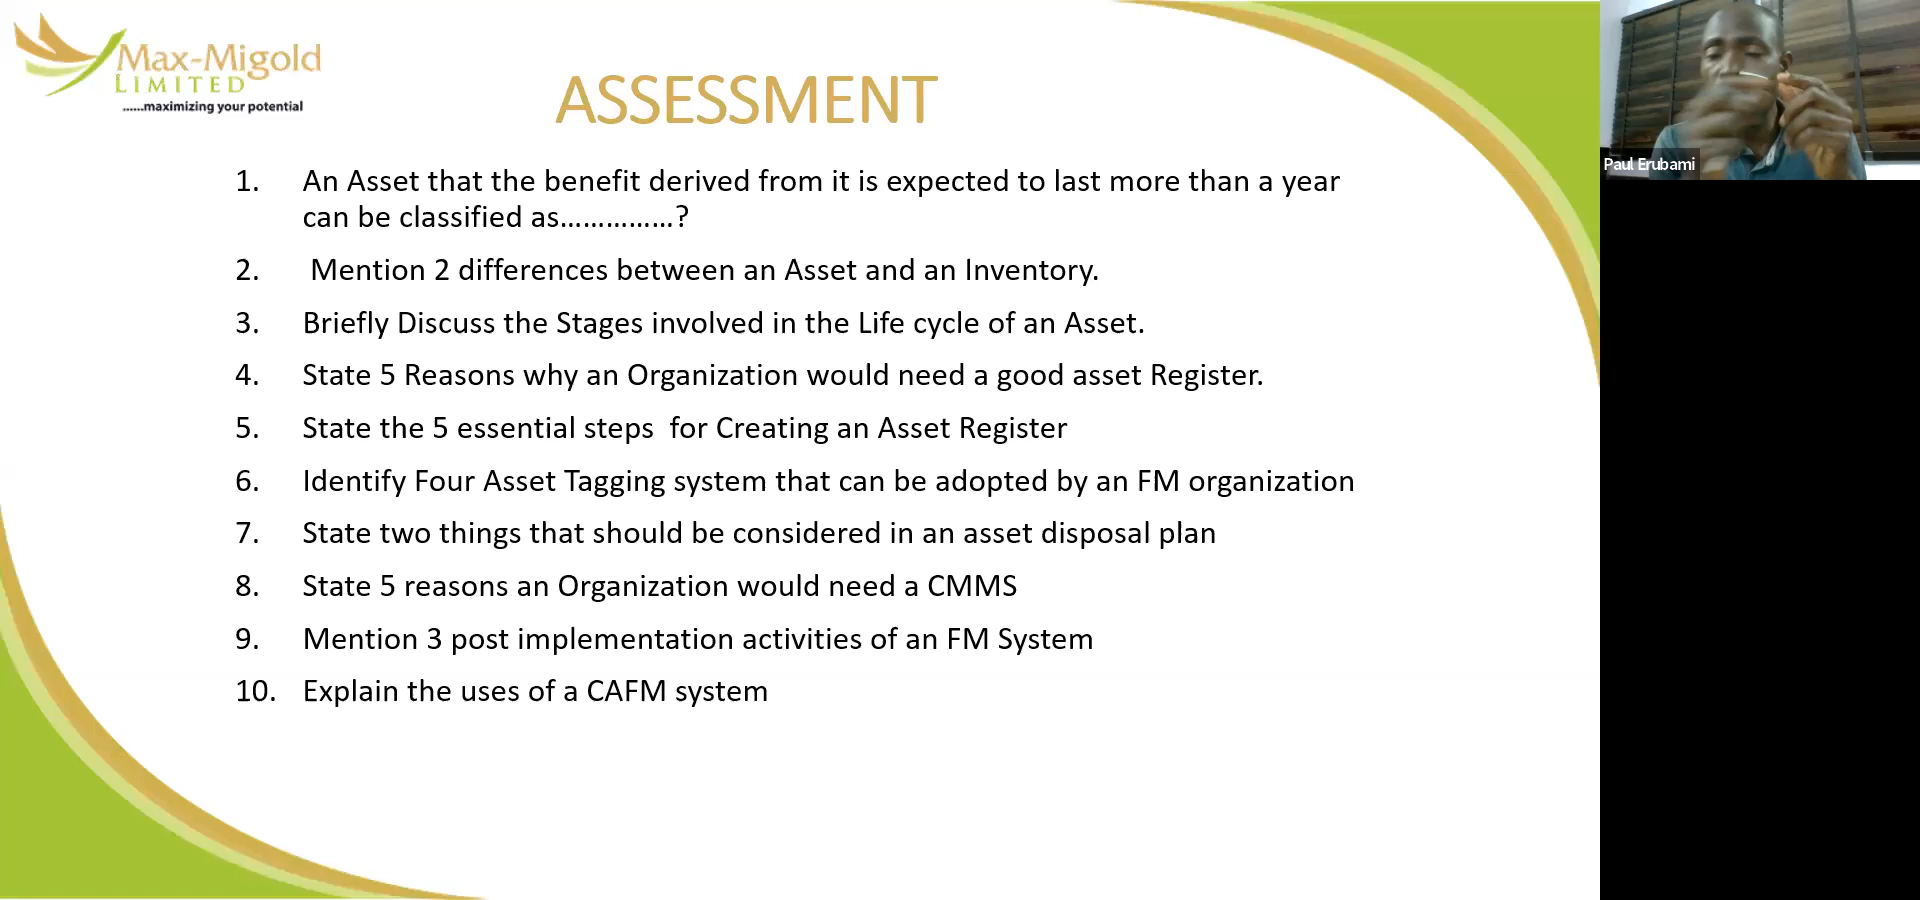 Max-Migold
LIMITED
......maximizing your potential
ASSESSMENT
1. An Asset that the benefit derived from it is expected to last more than a year
can be classified as...............?
2. Mention 2 differences between an Asset and an Inventory.
3. Briefly Discuss the Stages involved in the Life cycle of an Asset.
4. State 5 Reasons why an Organization would need a good asset Register.
5. State the 5 essential steps  for Creating an Asset Register
6. Identify Four Asset Tagging system that can be adopted by an FM organization
7. State two things that should be considered in an asset disposal plan
8. State 5 reasons an Organization would need a CMMS
9. Mention 3 post implementation activities of an FM System
10. Explain the uses of a CAFM system
Paul Erubami